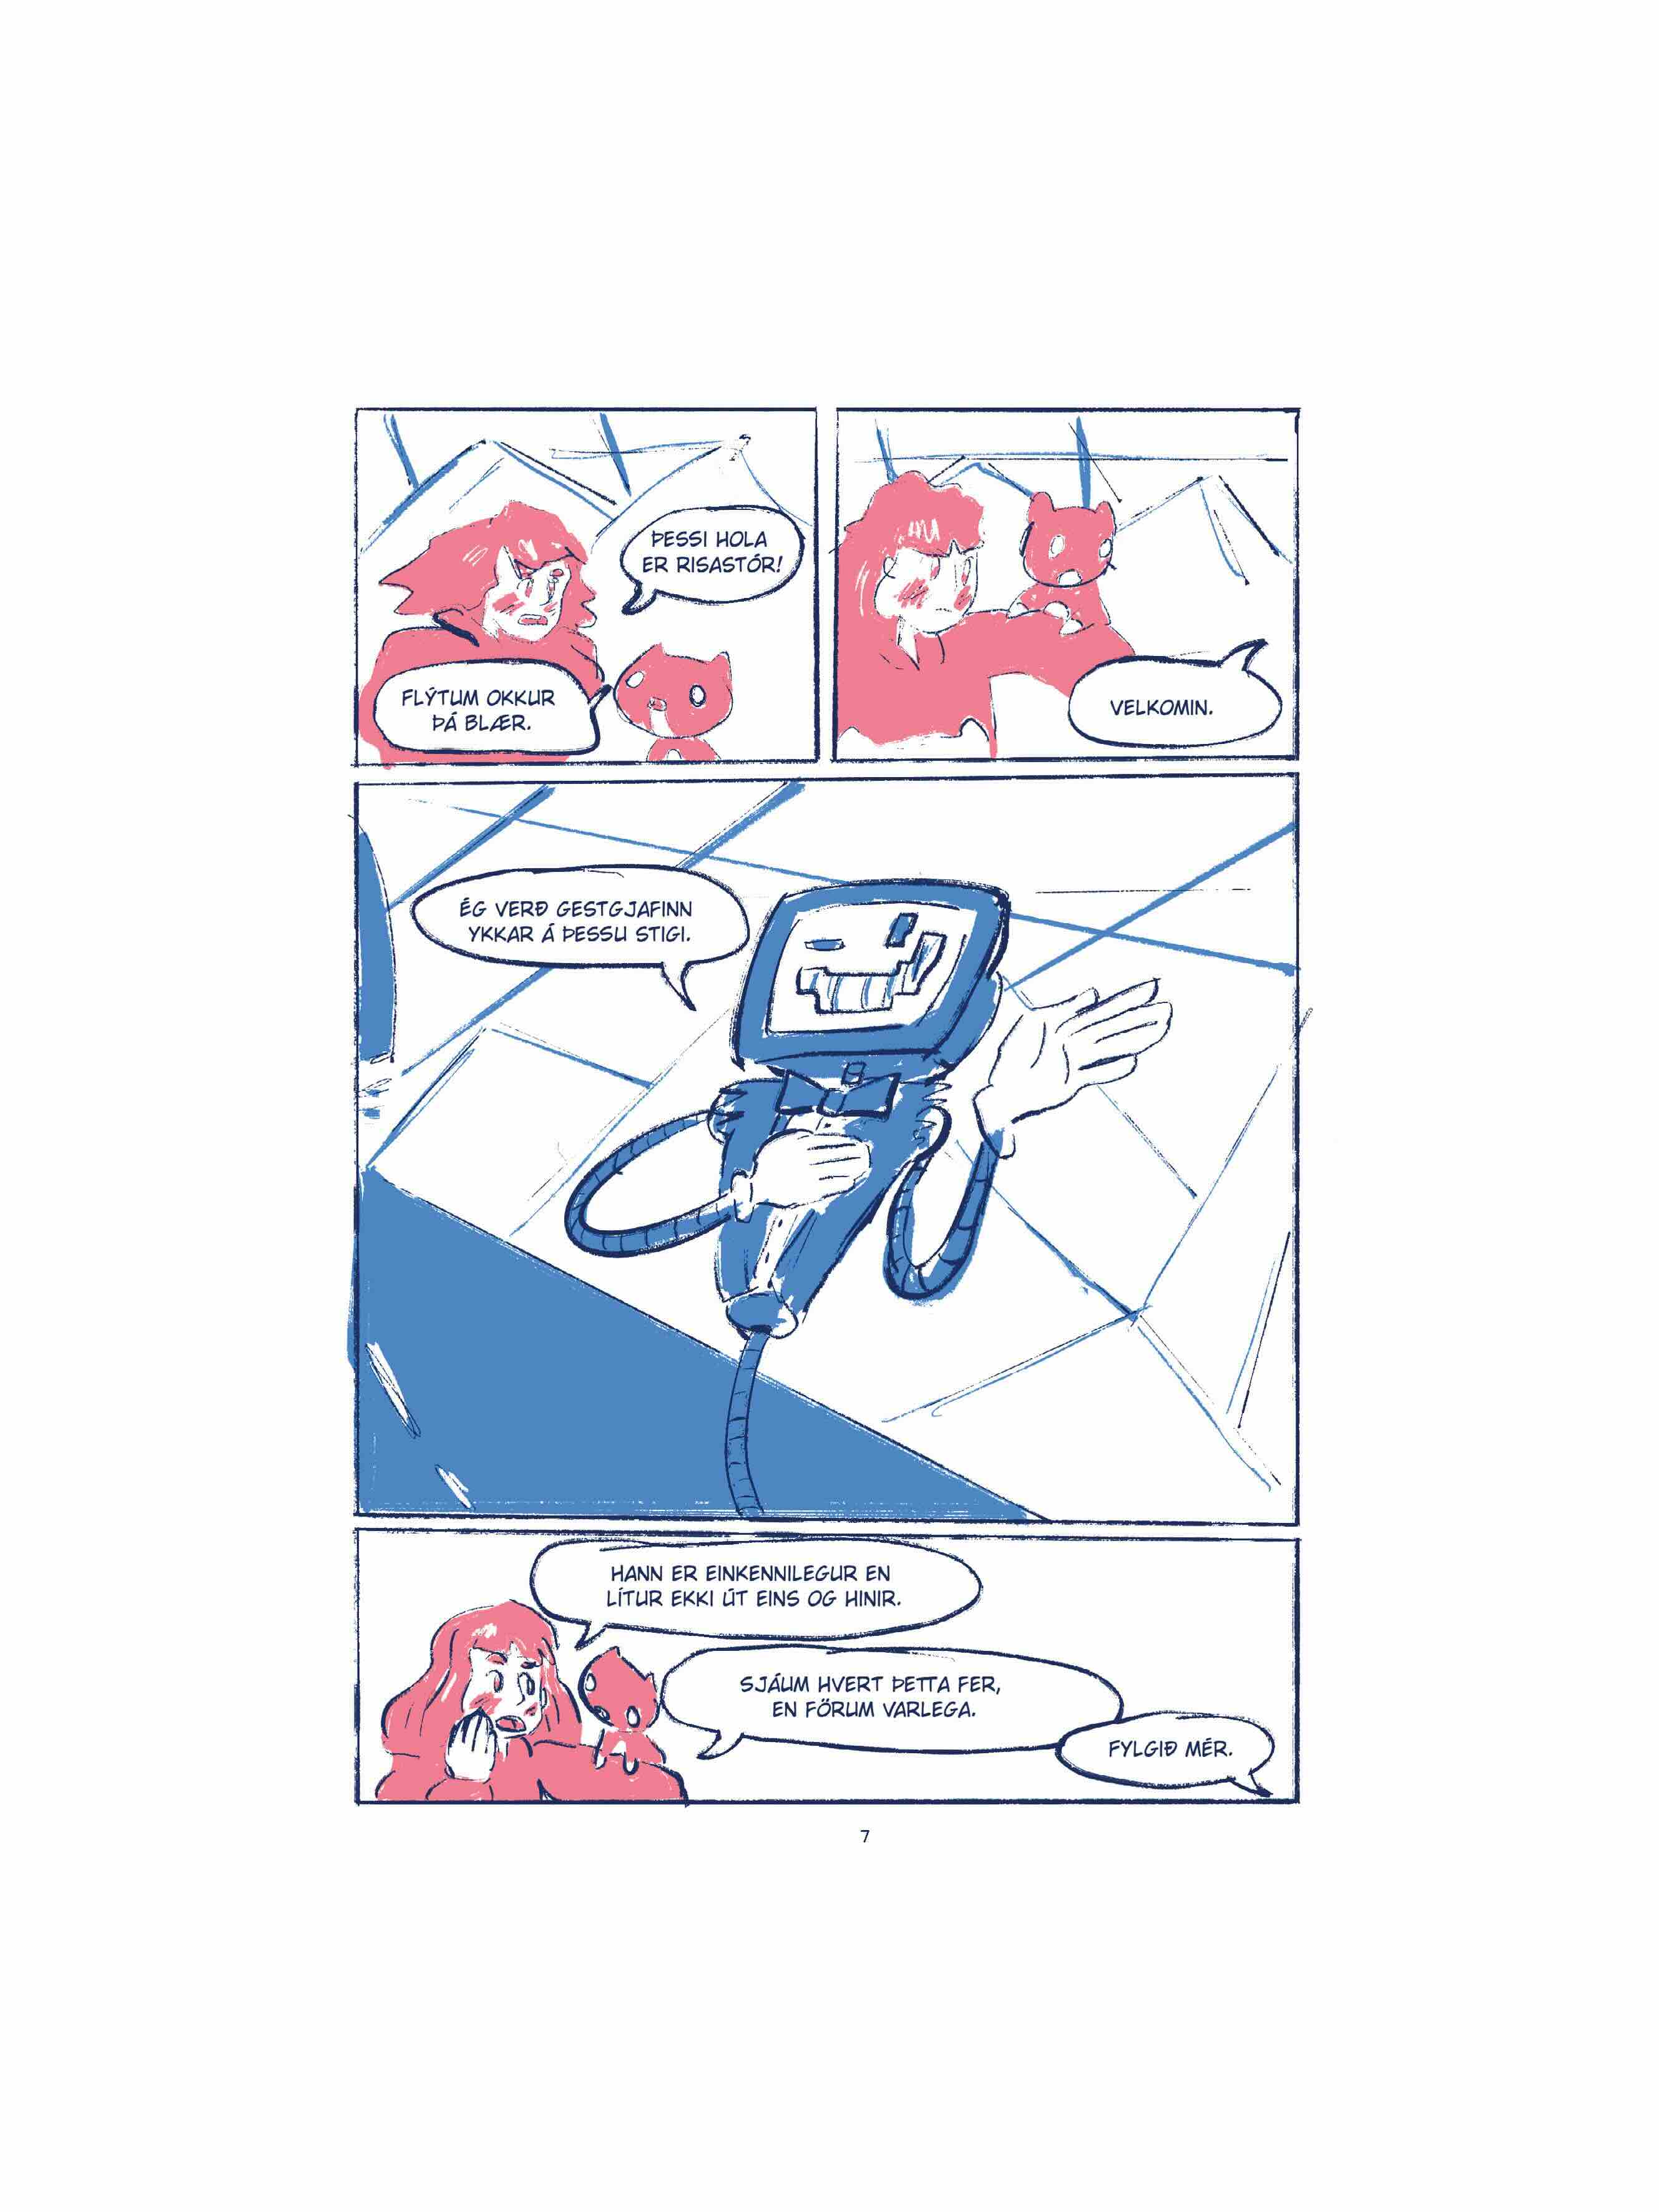 ÞESSI HOLA
ER RISASTÓR!
FLÝTUM OKKUR
ÞÁ BLÆR.
VELKOMIN.
ÉG VERÐ GESTGJAFINN
YKKAR Á ÞESSU STIGI.
HANN ER EINKENNILEGUR EN
LÍTUR EKKI ÚT EINS OG HINIR.
SJÁUM HVERT ÞETTA FER,
EN FÖRUM VARLEGA.
FYLGIÐ MÉR.
7